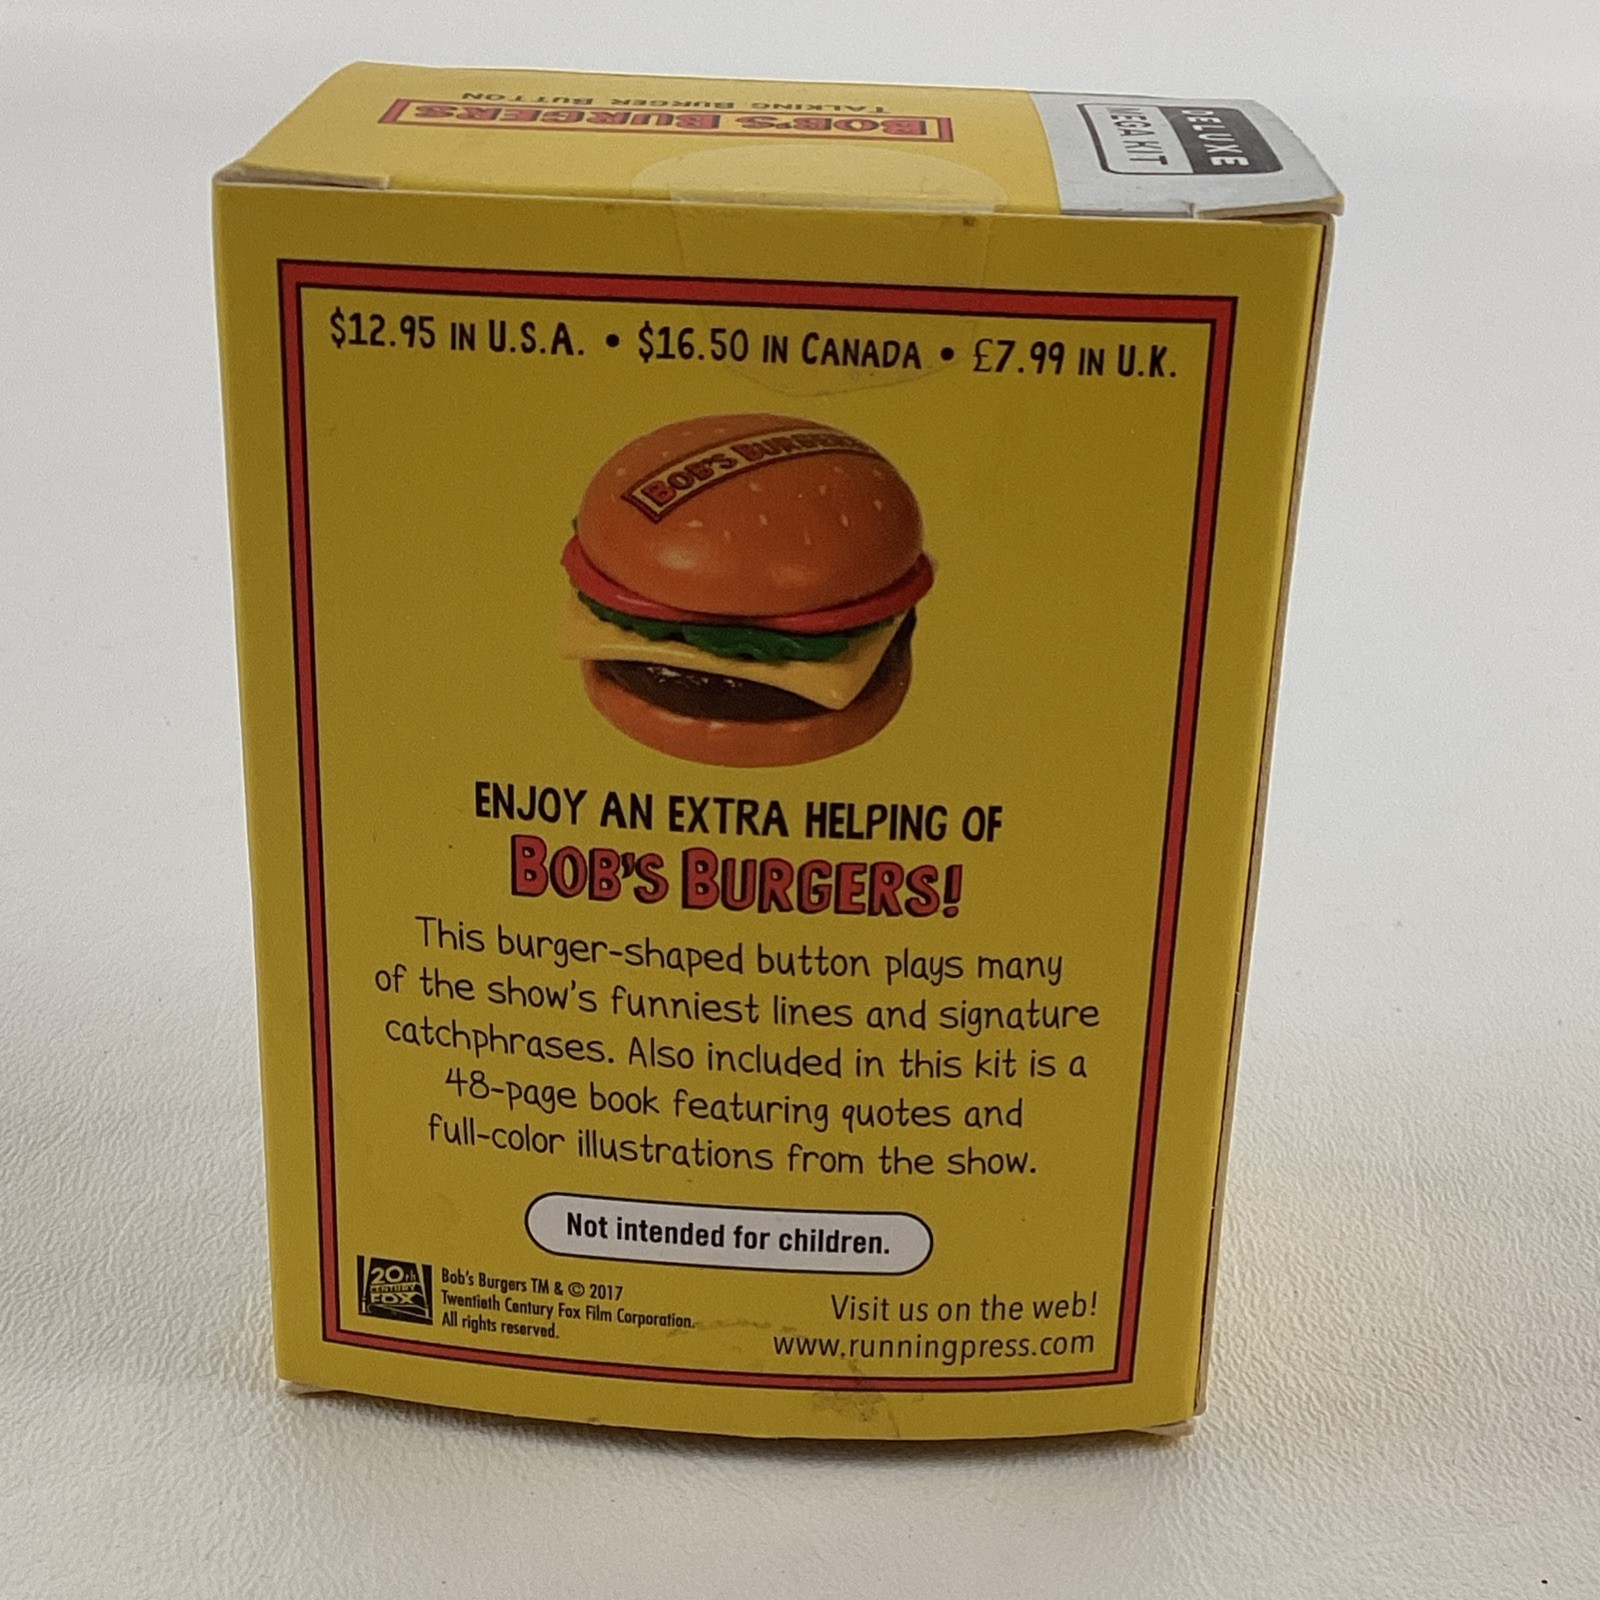 BOB'S BURGERS
TALKING BURGER BUTTON
DELUXE
MEGA KIT
$12.95 IN U.S.A. • $16.50 IN CANADA • £7.99 IN U.K.
BOB'S BURGERS
ENJOY AN EXTRA HELPING OF
BOB'S BURGERS!
This burger-shaped button plays many
of the show's funniest lines and signature
catchphrases. Also included in this kit is a
48-page book featuring quotes and
full-color illustrations from the show.
Not intended for children.
20th
CENTURY
FOX
Bob's Burgers TM & © 2017
Twentieth Century Fox Film Corporation.
All rights reserved.
Visit us on the web!
www.runningpress.com